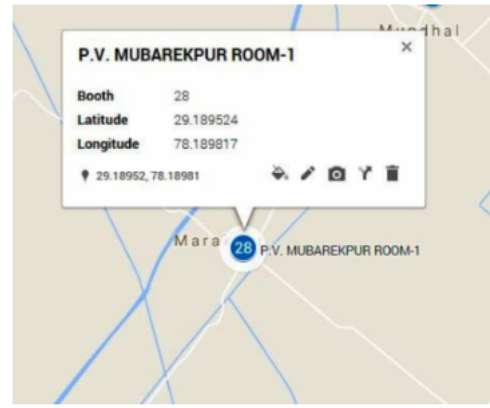 P.V. MUBAREKPUR ROOM-1
Booth 28
Latitude 29.189524
Longitude 78.189817
29.18952, 78.18981
Mara
28 P.V. MUBAREKPUR ROOM-1